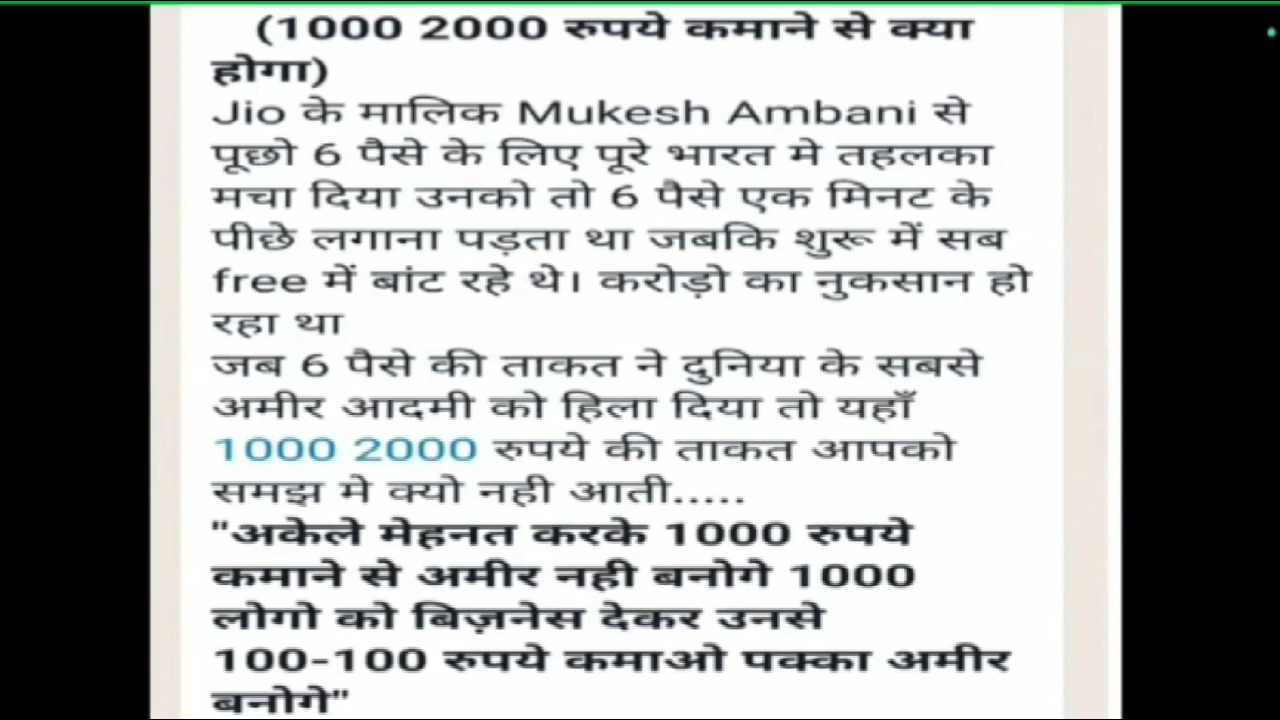 (1000 2000 रुपये कमाने से क्या
होगा)
Jio के मालिक Mukesh Ambani से
पूछो 6 पैसे के लिए पूरे भारत मे तहलका
मचा दिया उनको तो 6 पैसे एक मिनट के
पीछे लगाना पड़ता था जबकि शुरू में सब
free में बांट रहे थे। करोड़ो का नुकसान हो
रहा था
जब 6 पैसे की ताकत ने दुनिया के सबसे
अमीर आदमी को हिला दिया तो यहाँ
1000 2000 रुपये की ताकत आपको
समझ मे क्यो नही आती.....
"अकेले मेहनत करके 1000 रुपये
कमाने से अमीर नही बनोगे 1000
लोगो को बिज़नेस देकर उनसे
100-100 रुपये कमाओ पक्का अमीर
बनोगे"